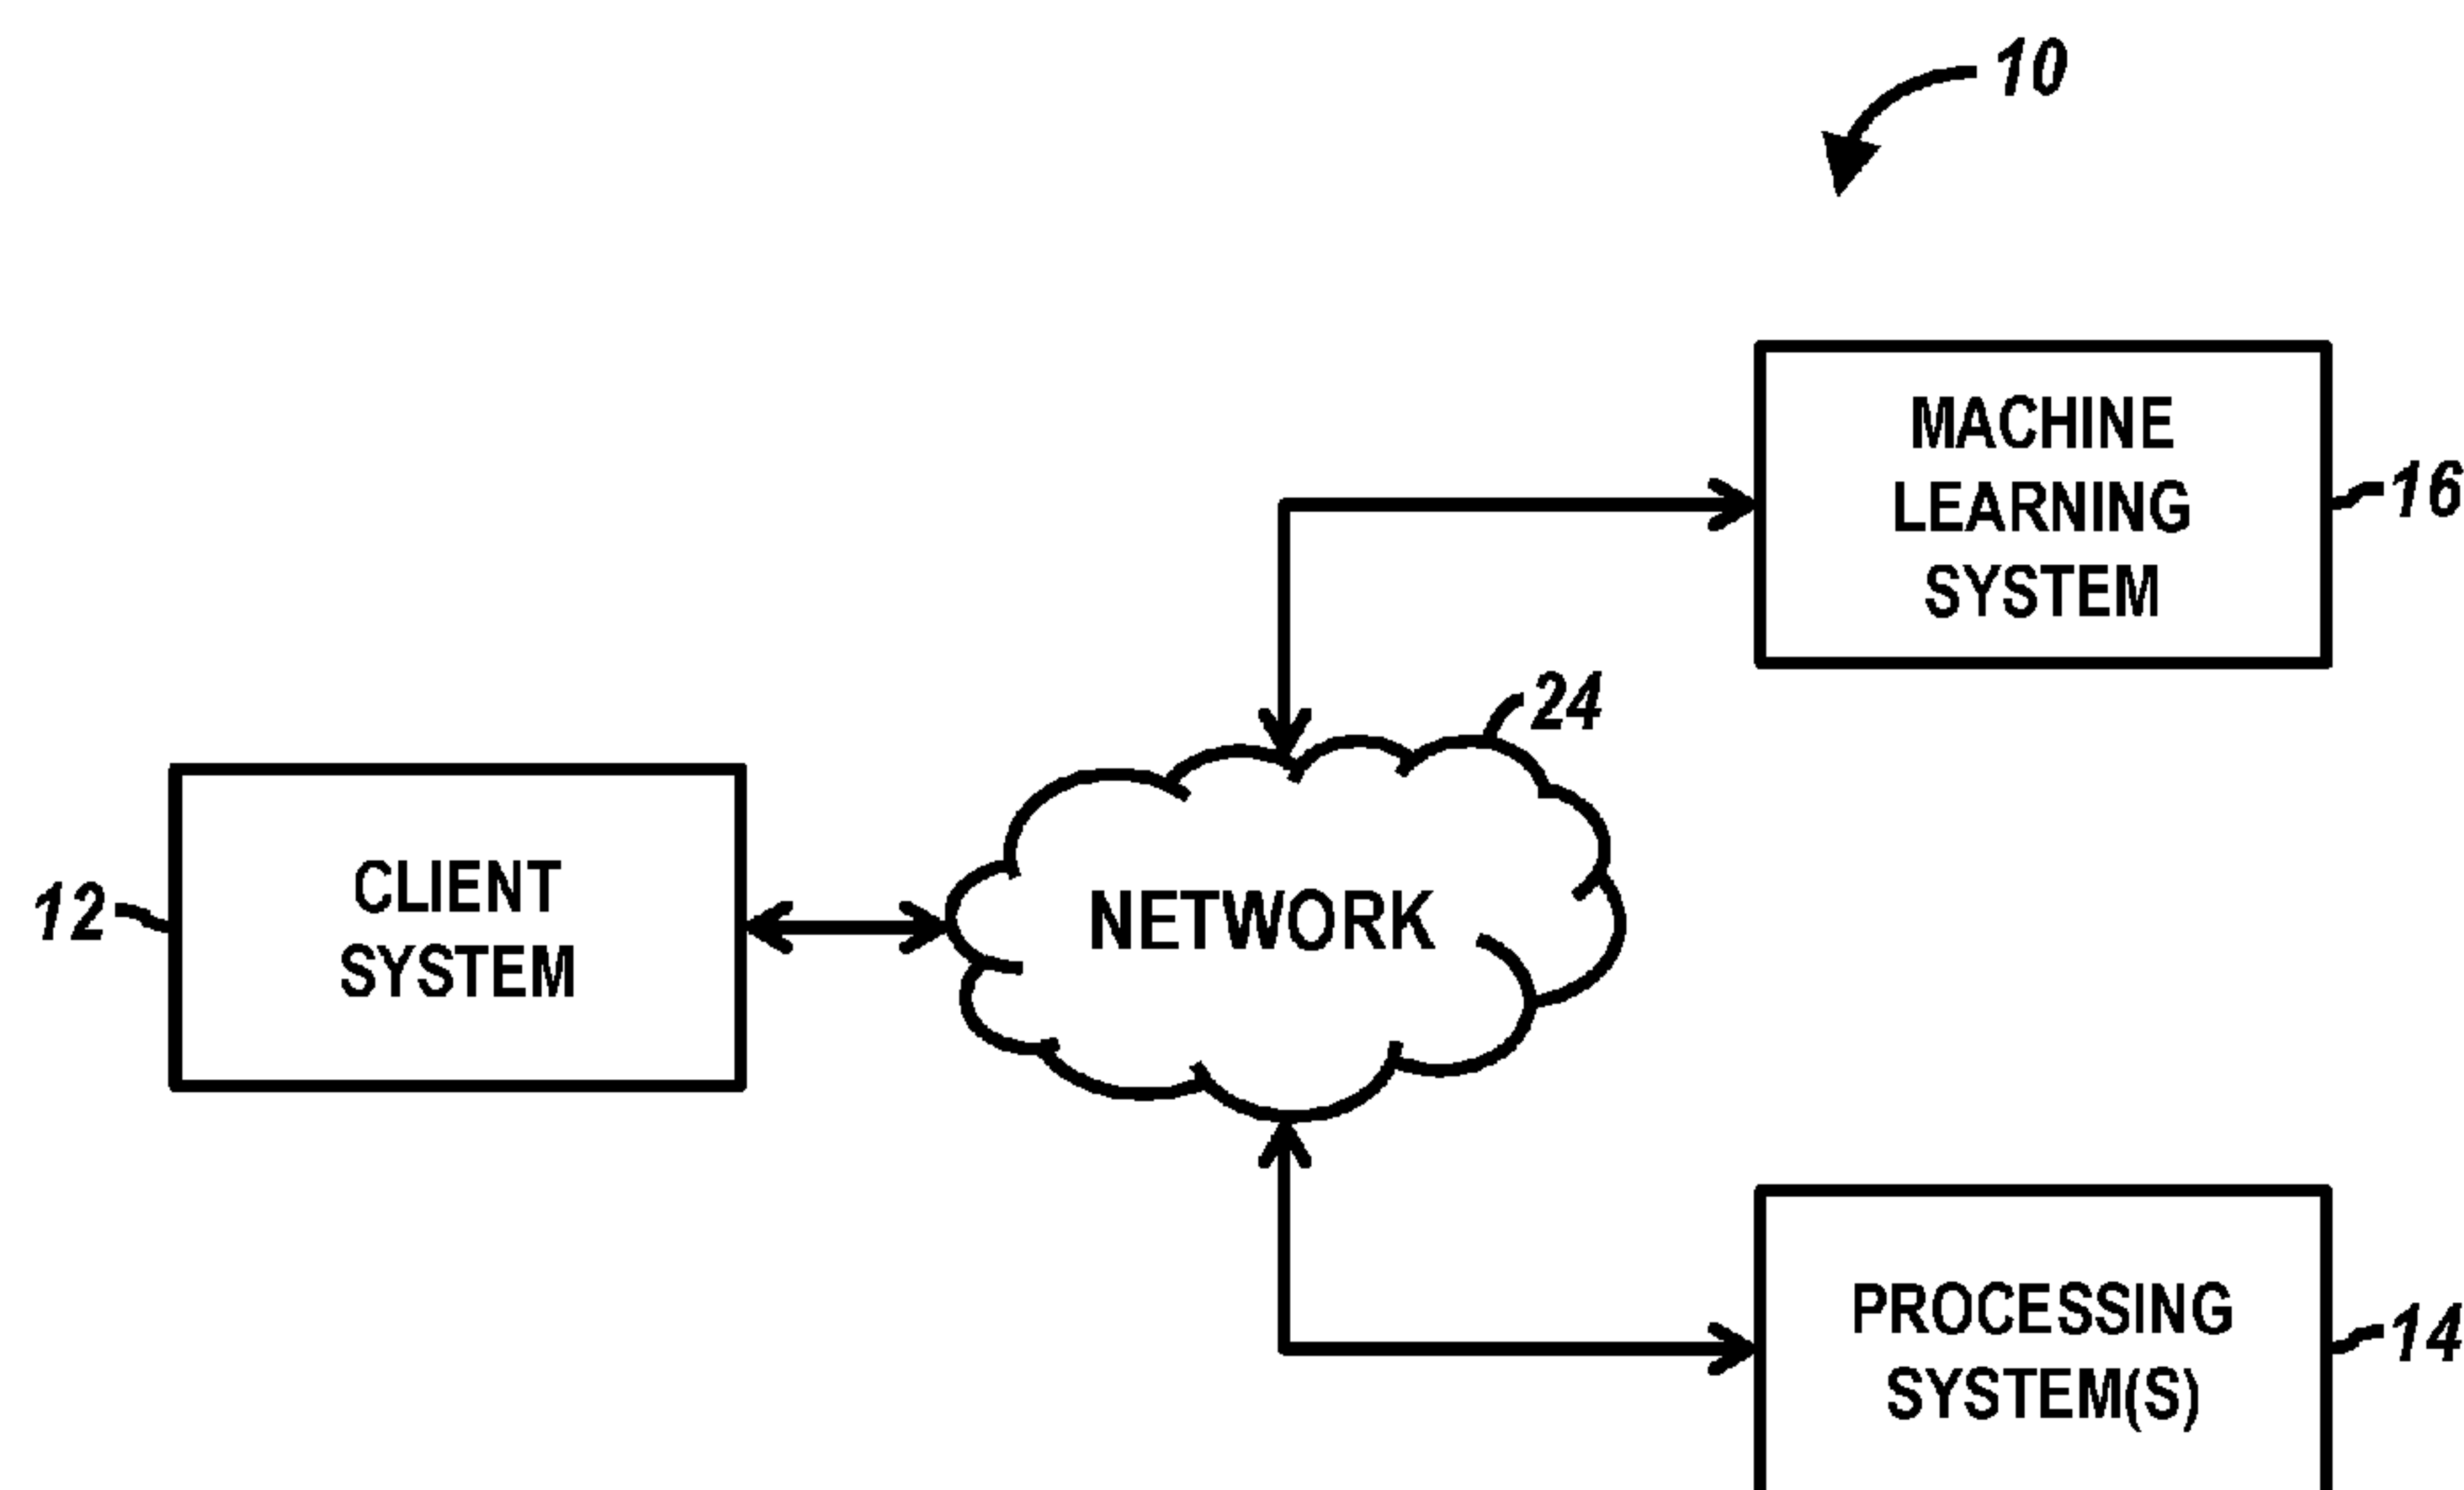 10
MACHINE
LEARNING
SYSTEM
16
24
CLIENT
SYSTEM
12
NETWORK
PROCESSING
SYSTEM(S)
14